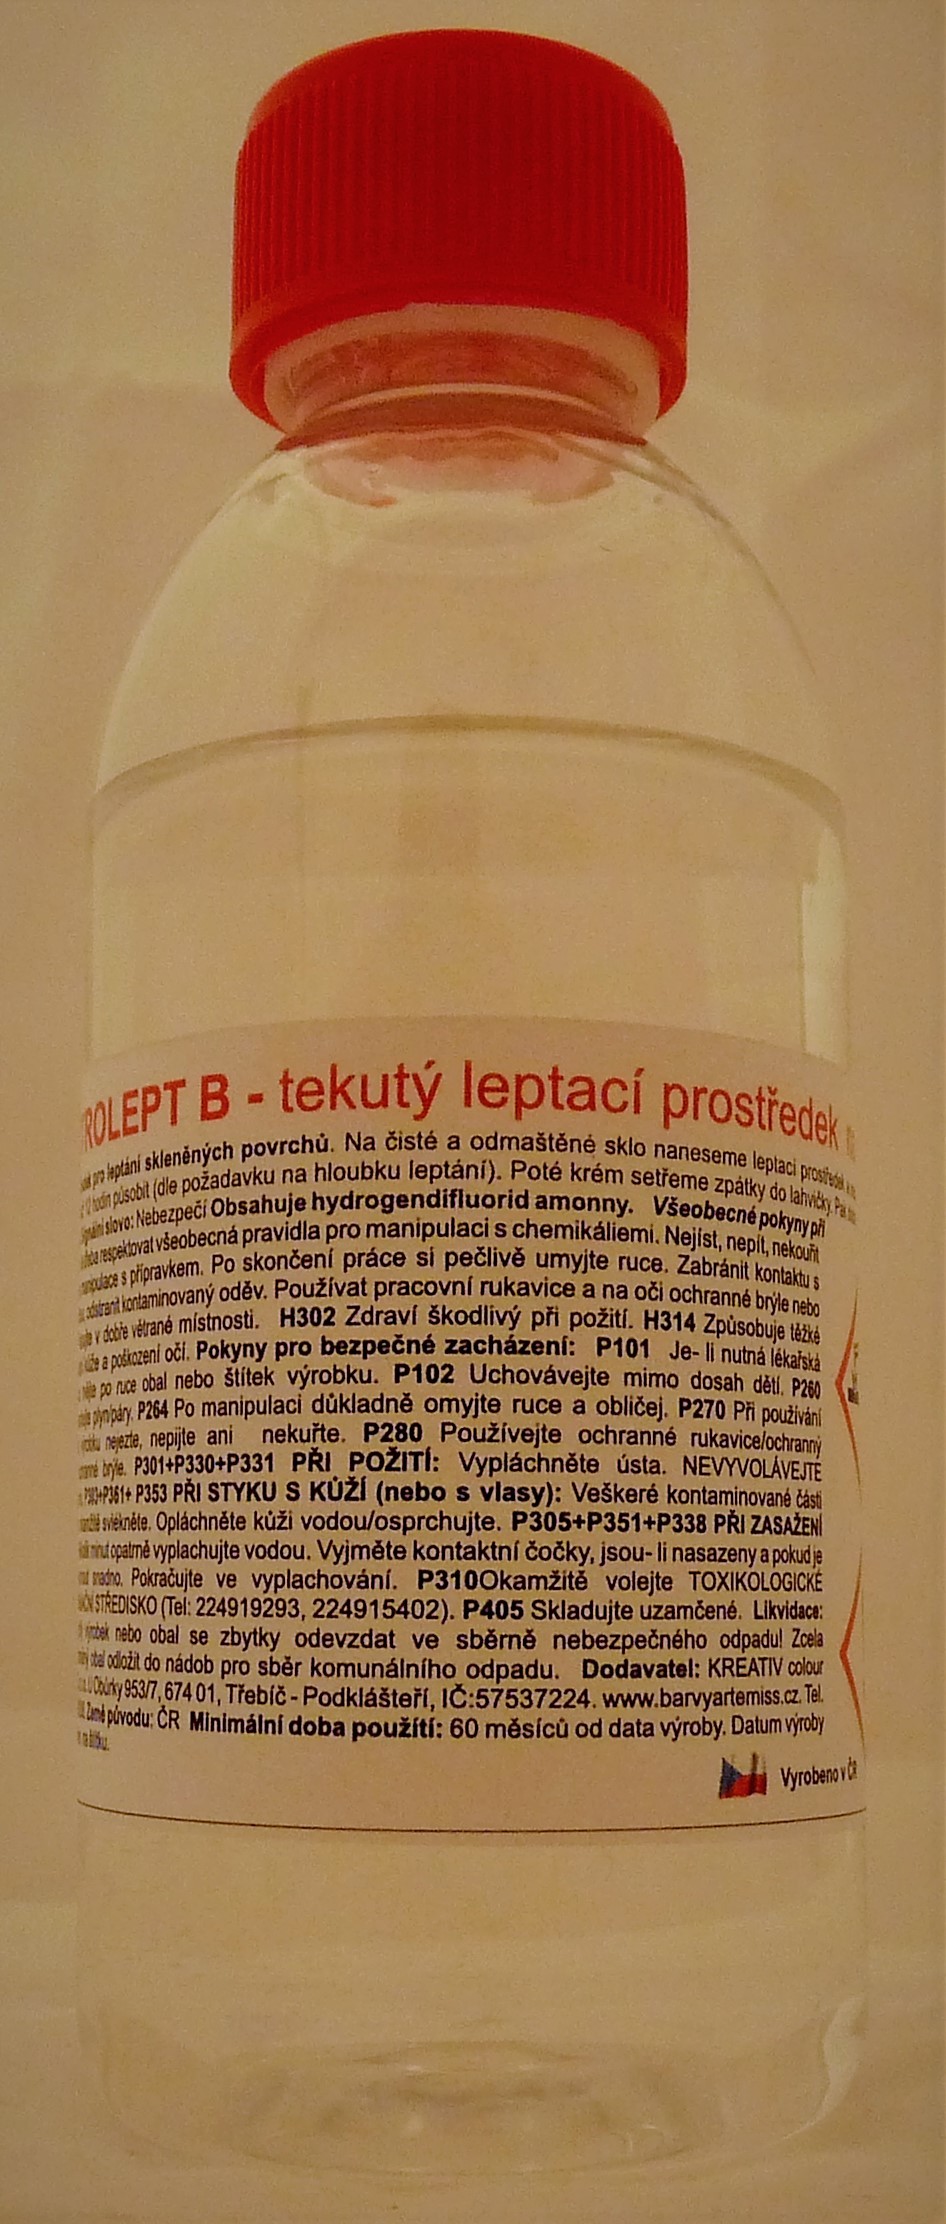 ROLEPT B - tekutý leptací prostředek
pro leptání skleněných povrchů. Na čisté a odmaštěné sklo naneseme leptací prostředek
hodin působit (dle požadavku na hloubku leptání). Poté krém setřeme zpátky do lahvičky. Pak
slovo: Nebezpečí Obsahuje hydrogendifluorid amonny. Všeobecné pokyny při
respektovat všeobecná pravidla pro manipulaci s chemikáliemi. Nejíst, nepít, nekouřit
s přípravkem. Po skončení práce si pečlivě umyjte ruce. Zabránit kontaktu s
odstranit kontaminovaný oděv. Používat pracovní rukavice a na oči ochranné brýle nebo
v dobře větrané místnosti. H302 Zdraví škodlivý při požití. H314 Způsobuje těžké
kůže a poškození očí. Pokyny pro bezpečné zacházení: P101 Je- li nutná lékařská
po ruce obal nebo štítek výrobku. P102 Uchovávejte mimo dosah dětí. P260
plyn/páry. P264 Po manipulaci důkladně omyjte ruce a obličej. P270 Při používání
nejezte, nepijte ani nekuřte. P280 Používejte ochranné rukavice/ochranný
brýle. P301+P330+P331 PŘI POŽITÍ: Vypláchněte ústa. NEVYVOLÁVEJTE
P303+P361+ P353 PŘI STYKU S KŮŽÍ (nebo s vlasy): Veškeré kontaminované části
svlékněte. Opláchněte kůži vodou/osprchujte. P305+P351+P338 PŘI ZASAŽENÍ
minut opatrně vyplachujte vodou. Vyjměte kontaktní čočky, jsou- li nasazeny a pokud je
snadno. Pokračujte ve vyplachování. P310Okamžitě volejte TOXIKOLOGICKÉ
STŘEDISKO (Tel: 224919293, 224915402). P405 Skladujte uzamčené. Likvidace:
výrobek nebo obal se zbytky odevzdat ve sběrně nebezpečného odpadu! Zcela
obal odložit do nádob pro sběr komunálního odpadu. Dodavatel: KREATIV colour
953/7, 674 01, Třebíč - Podklášteří, IČ:57537224. www.barvyartemiss.cz. Tel.
Země původu: ČR Minimální doba použítí: 60 měsíců od data výroby. Datum výroby
na štítku.
Vyrobeno v ČR